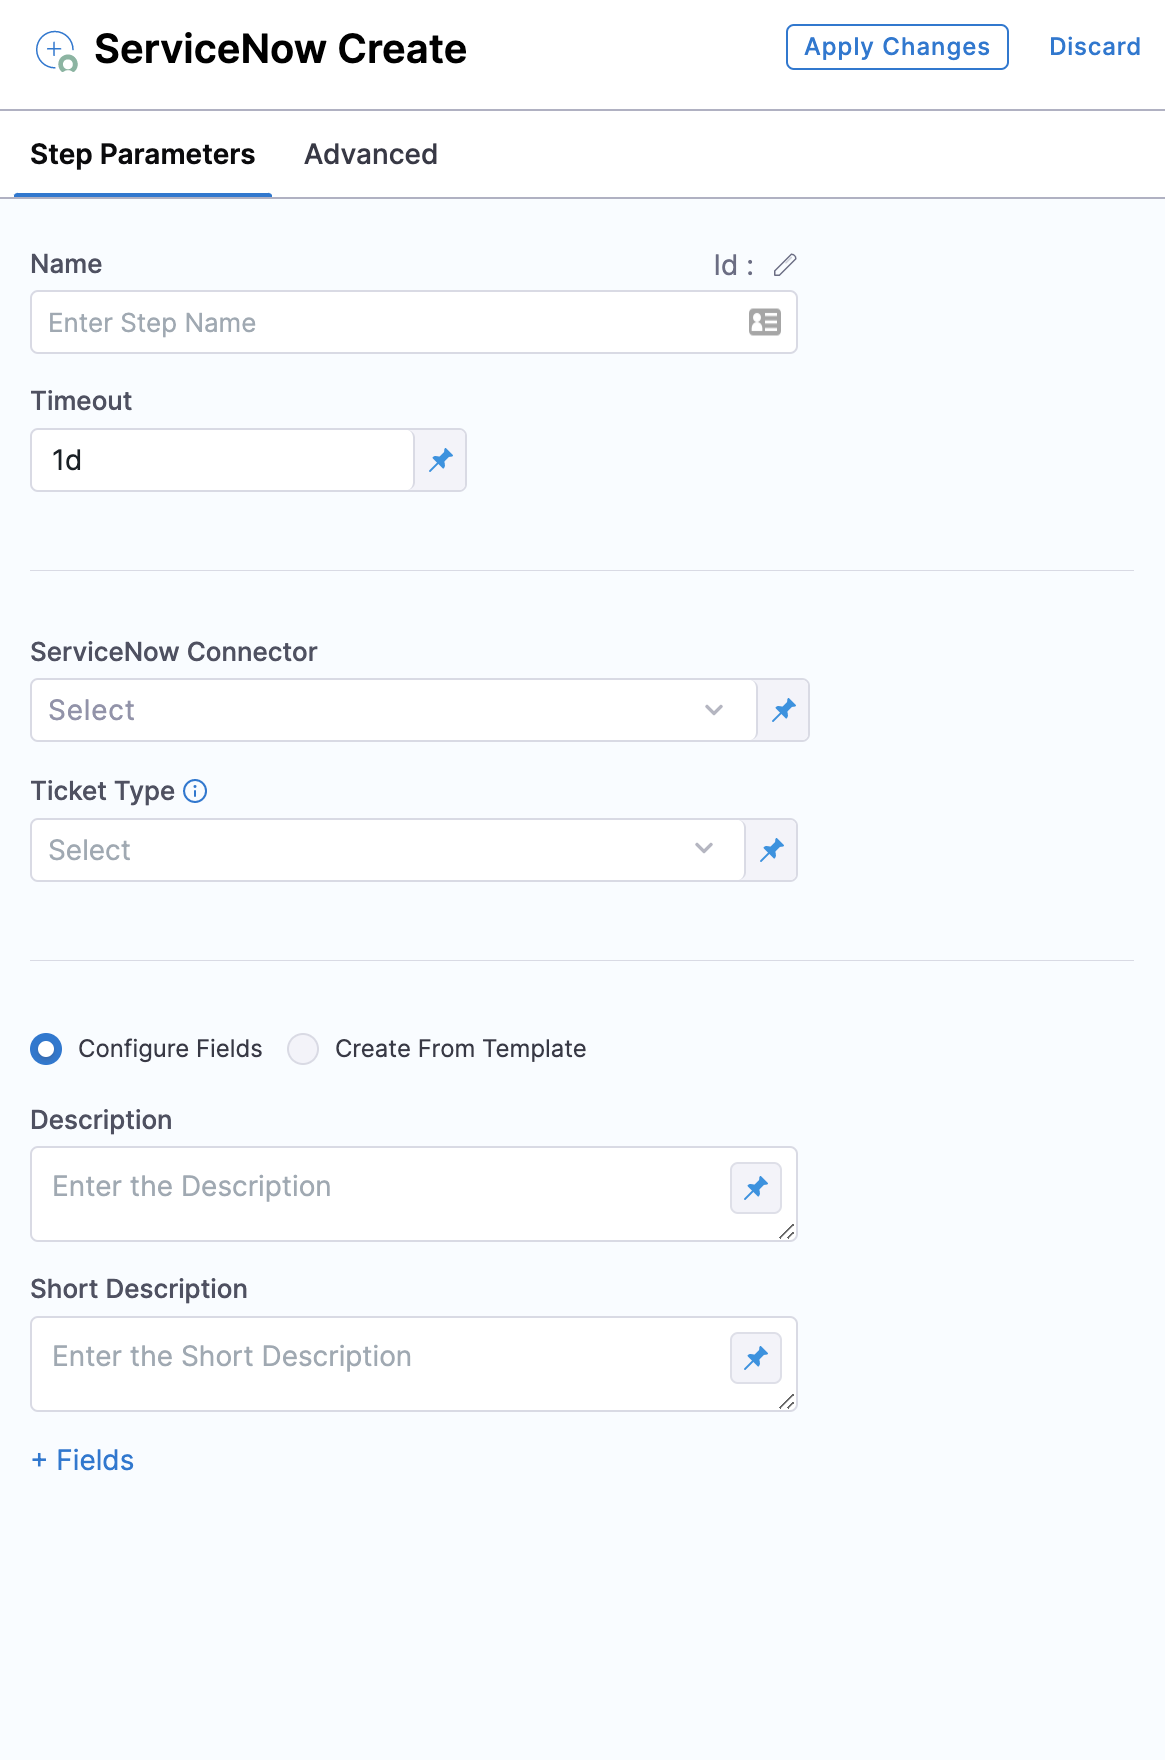 ServiceNow Create
Apply Changes
Discard
Step Parameters
Advanced
Name
Id :
Enter Step Name
Timeout
1d
ServiceNow Connector
Select
Ticket Type
Select
Configure Fields
Create From Template
Description
Enter the Description
Short Description
Enter the Short Description
+ Fields